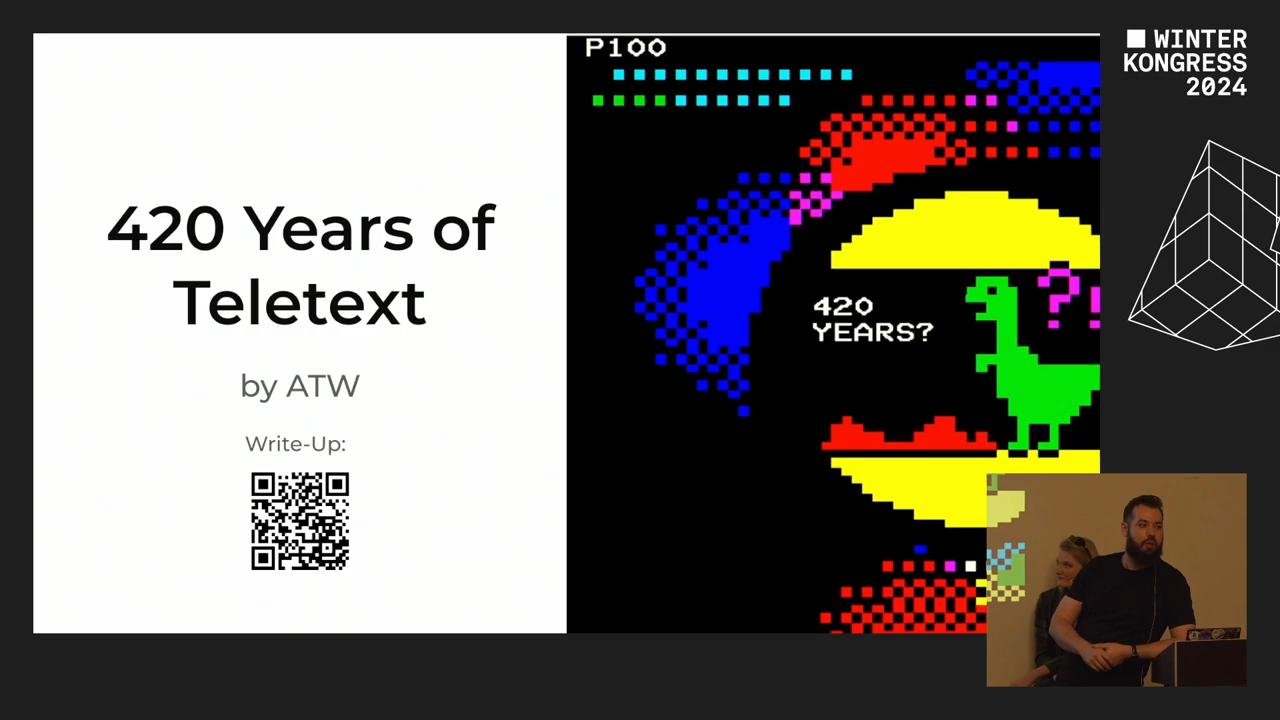 420 Years of
Teletext
by ATW
Write-Up:
P100
420
YEARS?
?!
WINTER
KONGRESS
2024